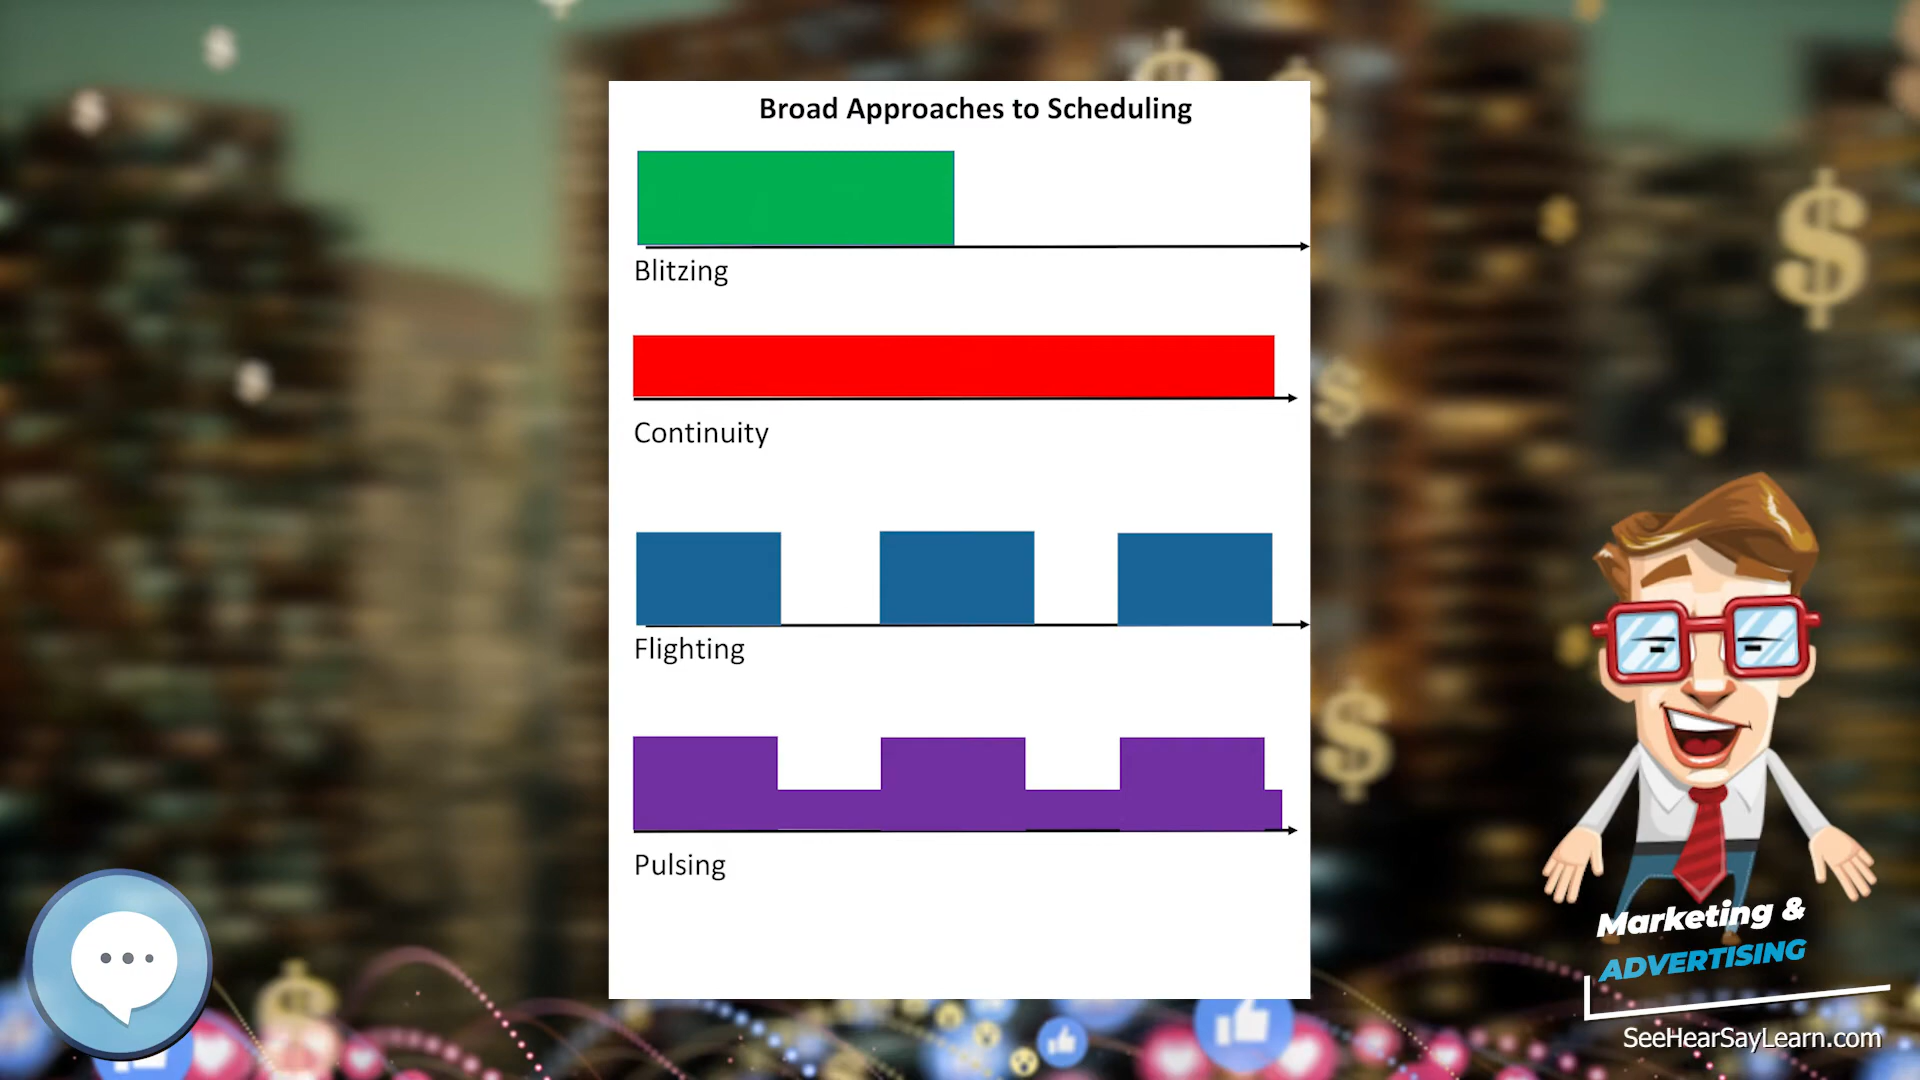 Broad Approaches to Scheduling
Blitzing
Continuity
Flighting
Pulsing
Marketing &
ADVERTISING
SeeHearSayLearn.com